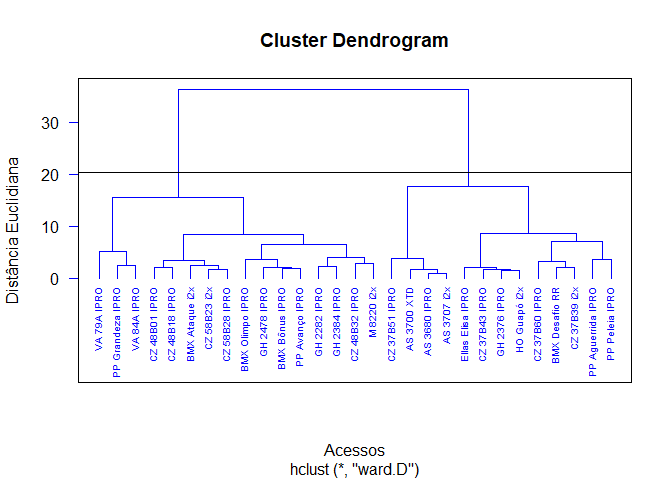 Cluster Dendrogram
Distância Euclidiana
30
20
10
0
VA 79A IPRO
PP Grandeza IPRO
VA 84A IPRO
CZ 48B01 IPRO
CZ 48B18 IPRO
BMX Ataque i2x
CZ 58B23 i2x
CZ 58B28 IPRO
BMX Olimpo IPRO
GH 2478 IPRO
BMX Bônus IPRO
PP Avanço IPRO
GH 2282 IPRO
GH 2384 IPRO
CZ 48B32 IPRO
M 8220 i2x
CZ 37B51 IPRO
AS 3700 XTD
AS 3680 IPRO
AS 3707 i2x
Ellas Elisa IPRO
CZ 37B43 IPRO
GH 2376 IPRO
HO Guapó i2x
CZ 37B60 IPRO
BMX Desafio RR
CZ 37B39 i2x
PP Aguerrida IPRO
PP Peleia IPRO
Acessos
hclust (*, "ward.D")